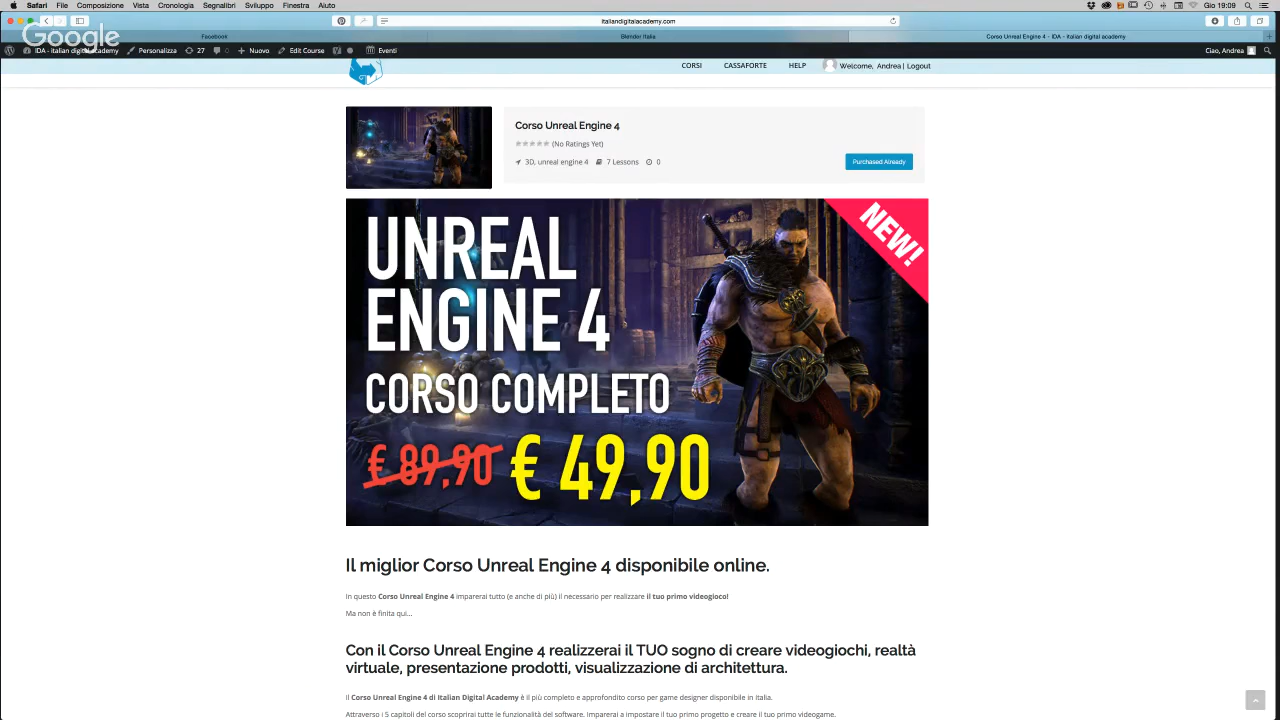 Safari File Composizione Vista Cronologia Segnalibri Sviluppo Finestra Aiuto Gio 19:09
italiandigitalacademy.com
Google
Facebook Blender Italia Corso Unreal Engine 4 - IDA - italian digital academy
IDA - italian digital academy Personalizza 27 0 Nuovo Edit Course Eventi Ciao, Andrea
CORSI CASSAFORTE HELP Welcome, Andrea | Logout
Corso Unreal Engine 4
(No Ratings Yet)
3D, unreal engine 4 7 Lessons 0
Purchased Already
NEW!
UNREAL
ENGINE 4
CORSO COMPLETO
€ 89,90 € 49,90
Il miglior Corso Unreal Engine 4 disponibile online.
In questo Corso Unreal Engine 4 imparerai tutto (e anche di più) il necessario per realizzare il tuo primo videogioco!
Ma non è finita qui...
Con il Corso Unreal Engine 4 realizzerai il TUO sogno di creare videogiochi, realtà
virtuale, presentazione prodotti, visualizzazione di architettura.
Il Corso Unreal Engine 4 di Italian Digital Academy è il più completo e approfondito corso per game designer disponibile in Italia.
Attraverso i 5 capitoli del corso scoprirai tutte le funzionalità del software. Imparerai a impostare il tuo primo progetto e creare il tuo primo videogame.